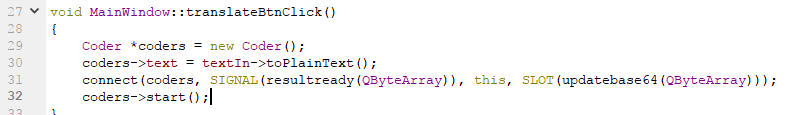 27 void MainWindow::translateBtnClick()
28 {
29 Coder *coders = new Coder();
30 coders->text = textIn->toPlainText();
31 connect(coders, SIGNAL(resultready(QByteArray)), this, SLOT(updatebase64(QByteArray)));
32 coders->start();
33 }